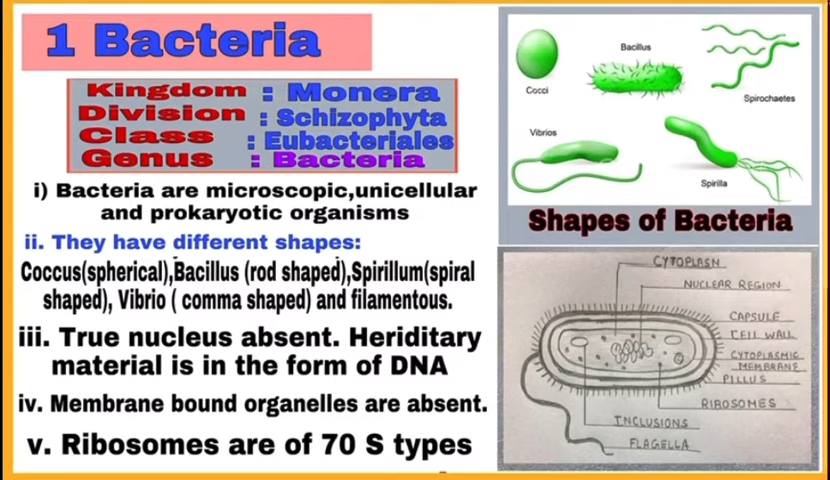 1 Bacteria
Kingdom : Monera
Division : Schizophyta
Class : Eubacteriales
Genus : Bacteria
i) Bacteria are microscopic,unicellular
and prokaryotic organisms
ii. They have different shapes:
Coccus(spherical),Bacillus (rod shaped),Spirillum(spiral
shaped), Vibrio ( comma shaped) and filamentous.
iii. True nucleus absent. Heriditary
material is in the form of DNA
iv. Membrane bound organelles are absent.
v. Ribosomes are of 70 S types
Bacillus
Cocci
Spirochaetes
Vibrios
Spirilla
Shapes of Bacteria
CYTOPLASM
NUCLEAR REGION
CAPSULE
CELL WALL
CYTOPLASMIC
MEMBRANE
PILLUS
RIBOSOMES
INCLUSIONS
FLAGELLA